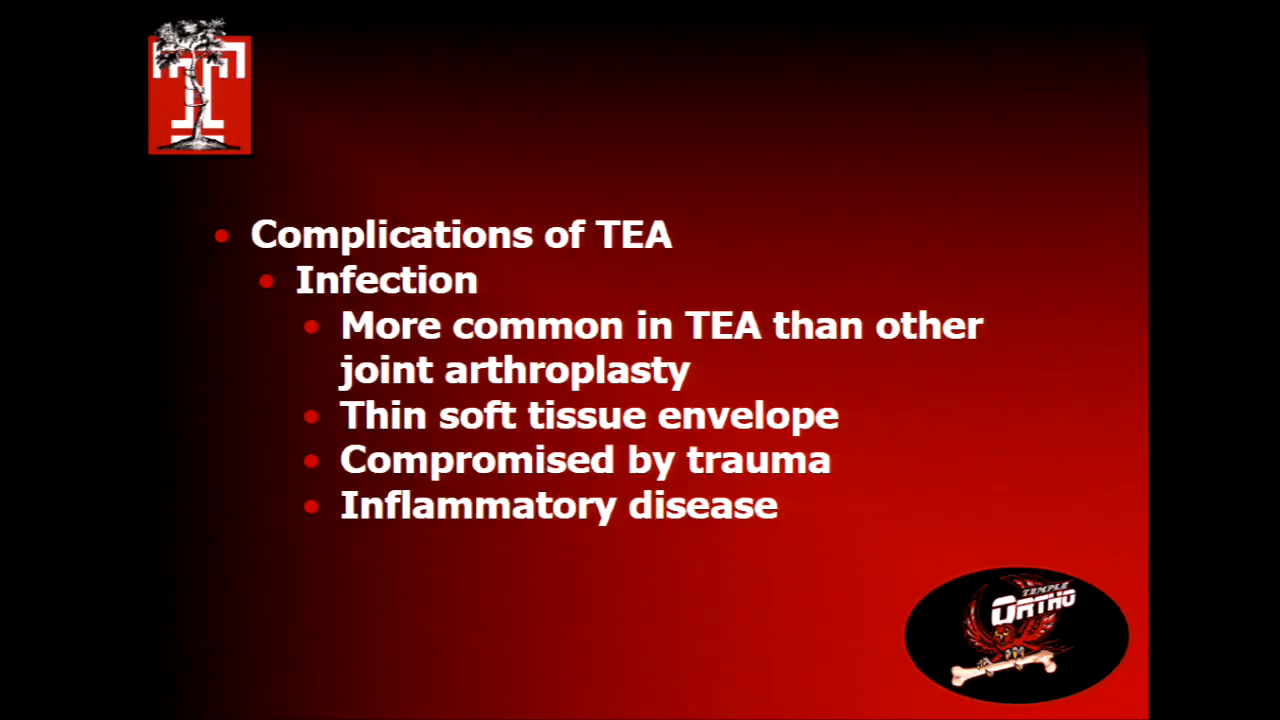 Complications of TEA
Infection
More common in TEA than other
joint arthroplasty
Thin soft tissue envelope
Compromised by trauma
Inflammatory disease
TEMPLE
ORTHO